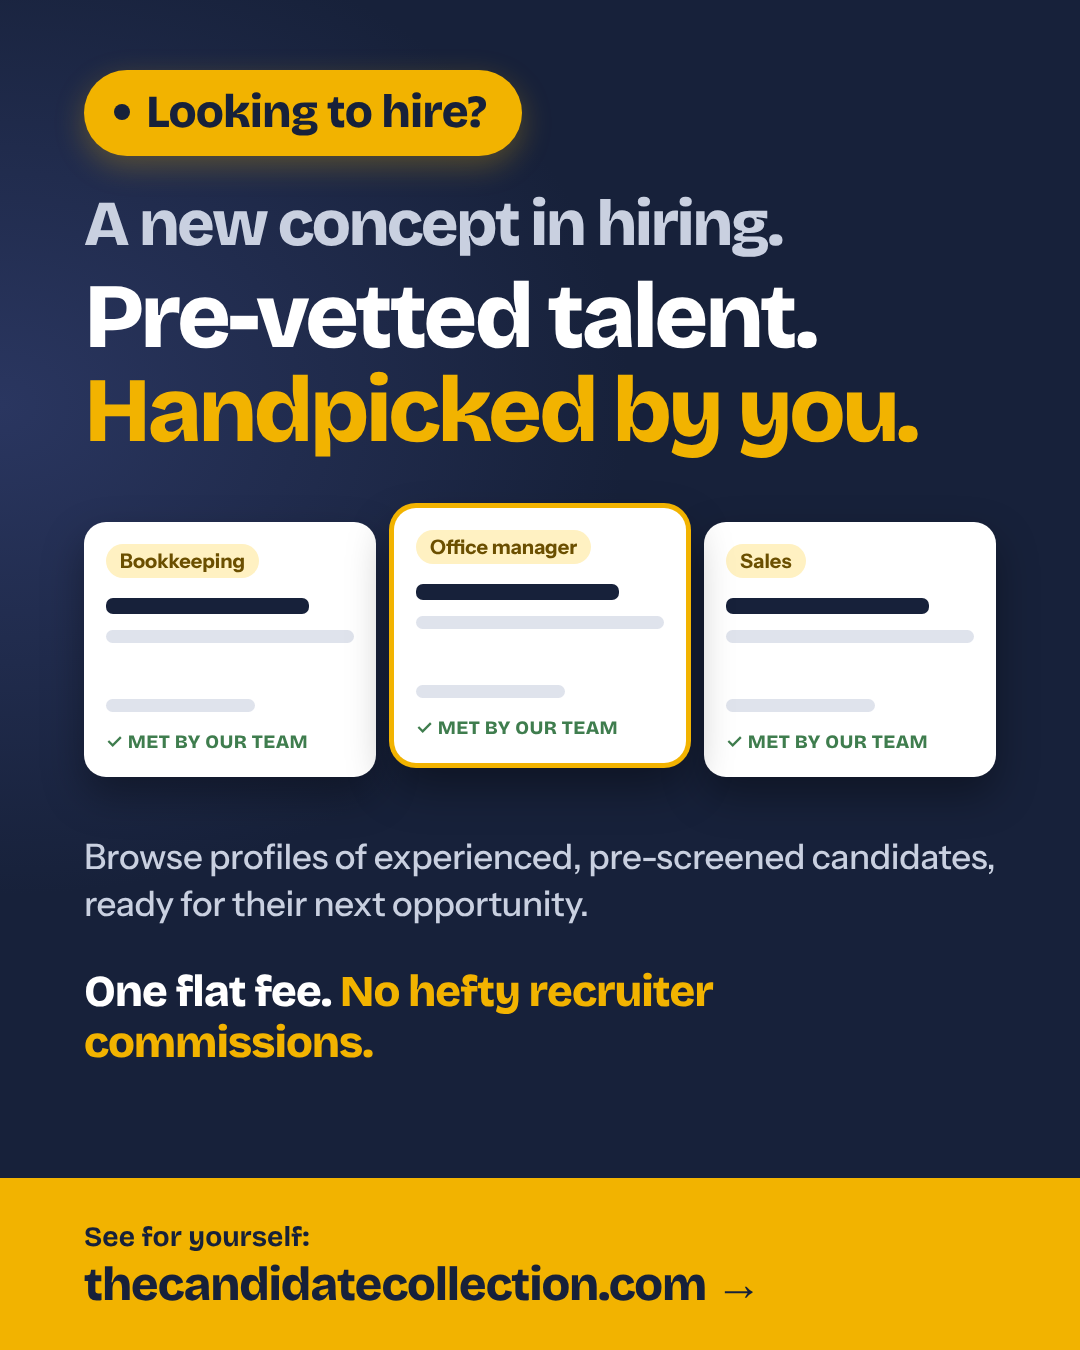 • Looking to hire?
A new concept in hiring.
Pre-vetted talent.
Handpicked by you.
Bookkeeping
✓ MET BY OUR TEAM
Office manager
✓ MET BY OUR TEAM
Sales
✓ MET BY OUR TEAM
Browse profiles of experienced, pre-screened candidates,
ready for their next opportunity.
One flat fee. No hefty recruiter
commissions.
See for yourself:
thecandidatecollection.com →